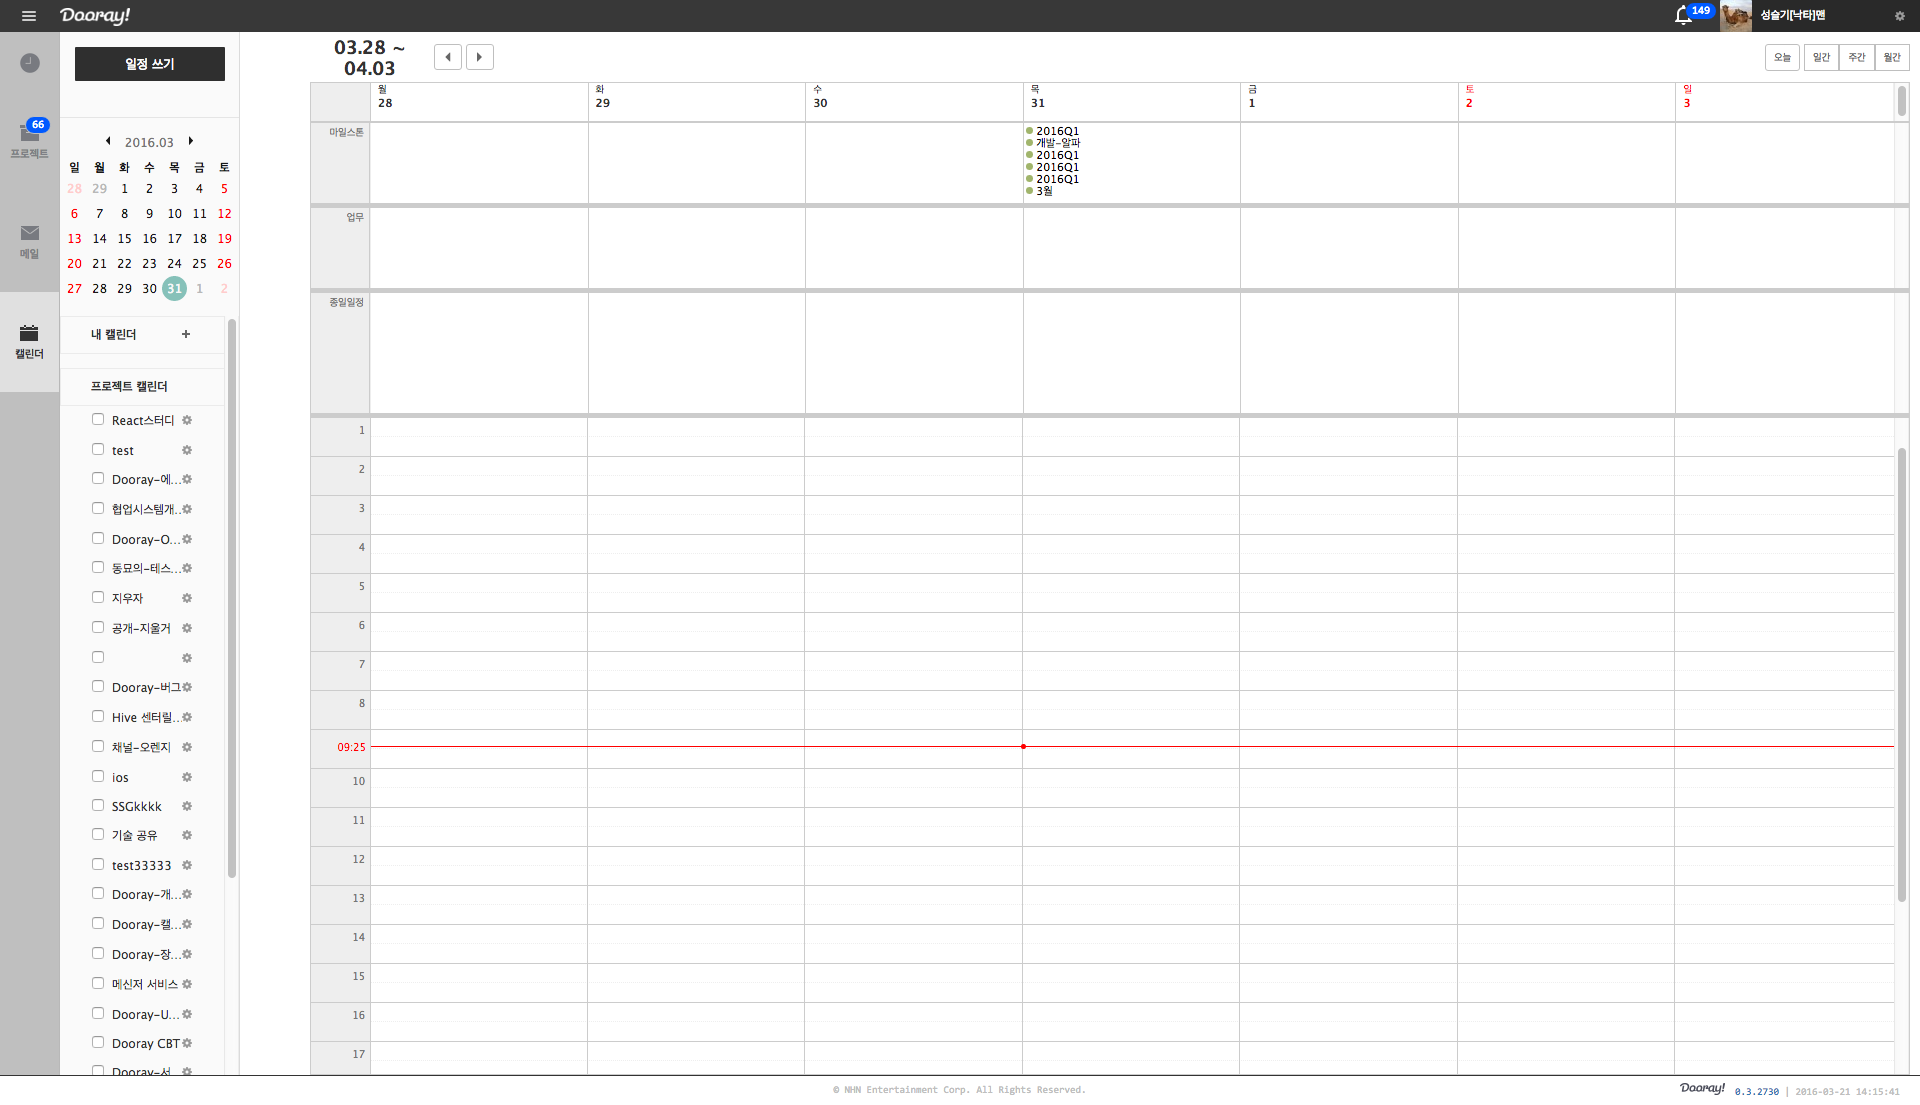 Dooray!
149
성슬기[낙타]맨
일정 쓰기
03.28 ~
04.03
오늘
일간
주간
월간
66
프로젝트
메일
캘린더
2016.03
일 월 화 수 목 금 토
28 29 1 2 3 4 5
6 7 8 9 10 11 12
13 14 15 16 17 18 19
20 21 22 23 24 25 26
27 28 29 30 31 1 2
내 캘린더 +
프로젝트 캘린더
React스터디
test
Dooray-에...
협업시스템개...
Dooray-O...
동묘의-테스...
지우자
공개-지울거
Dooray-버그
Hive 센터릴...
채널-오렌지
ios
SSGkkkk
기술 공유
test33333
Dooray-개...
Dooray-캘...
Dooray-장...
메신저 서비스
Dooray-U...
Dooray CBT
Dooray-서...
월 화 수 목 금 토 일
28 29 30 31 1 2 3
마일스톤
2016Q1
개발-알파
2016Q1
2016Q1
2016Q1
3월
업무
종일일정
1
2
3
4
5
6
7
8
09:25
10
11
12
13
14
15
16
17
© NHN Entertainment Corp. All Rights Reserved.
Dooray! 0.3.2730 | 2016-03-21 14:15:41